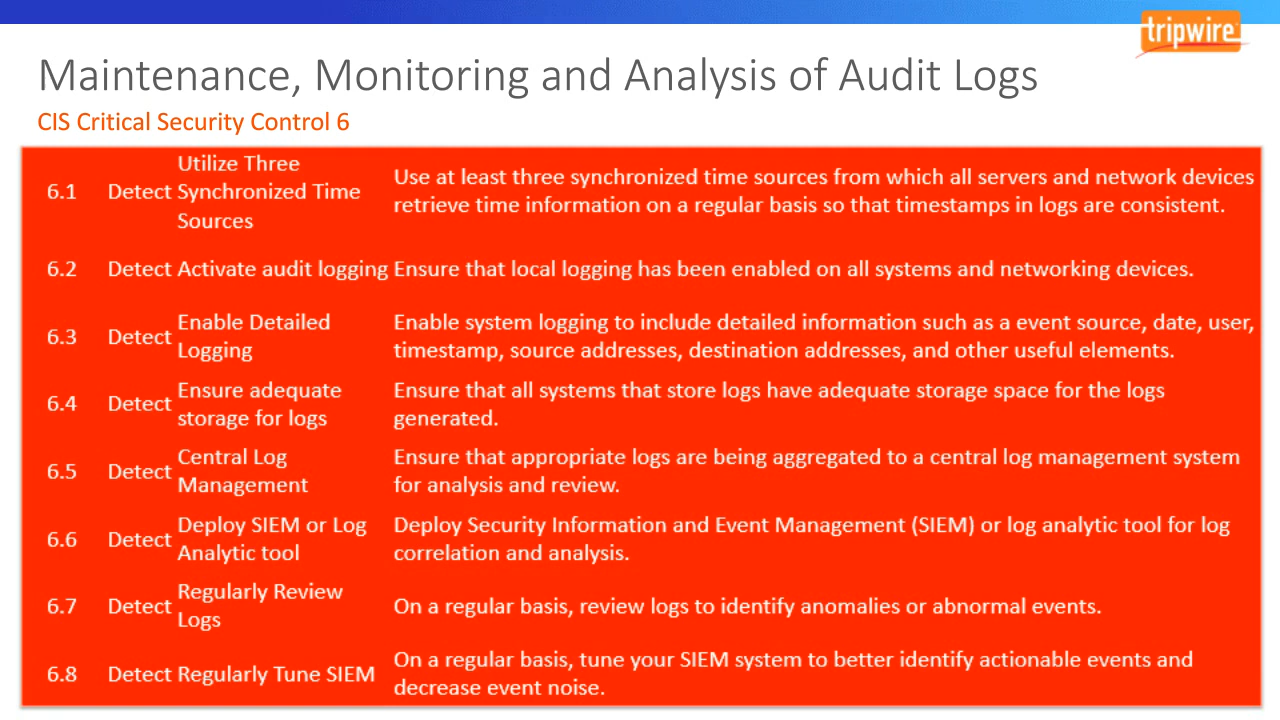 tripwire
Maintenance, Monitoring and Analysis of Audit Logs
CIS Critical Security Control 6
6.1 Detect Utilize Three
Synchronized Time
Sources
Use at least three synchronized time sources from which all servers and network devices
retrieve time information on a regular basis so that timestamps in logs are consistent.
6.2 Detect Activate audit logging Ensure that local logging has been enabled on all systems and networking devices.
6.3 Detect Enable Detailed
Logging
Enable system logging to include detailed information such as a event source, date, user,
timestamp, source addresses, destination addresses, and other useful elements.
6.4 Detect Ensure adequate
storage for logs
Ensure that all systems that store logs have adequate storage space for the logs
generated.
6.5 Detect Central Log
Management
Ensure that appropriate logs are being aggregated to a central log management system
for analysis and review.
6.6 Detect Deploy SIEM or Log
Analytic tool
Deploy Security Information and Event Management (SIEM) or log analytic tool for log
correlation and analysis.
6.7 Detect Regularly Review
Logs
On a regular basis, review logs to identify anomalies or abnormal events.
6.8 Detect Regularly Tune SIEM
On a regular basis, tune your SIEM system to better identify actionable events and
decrease event noise.